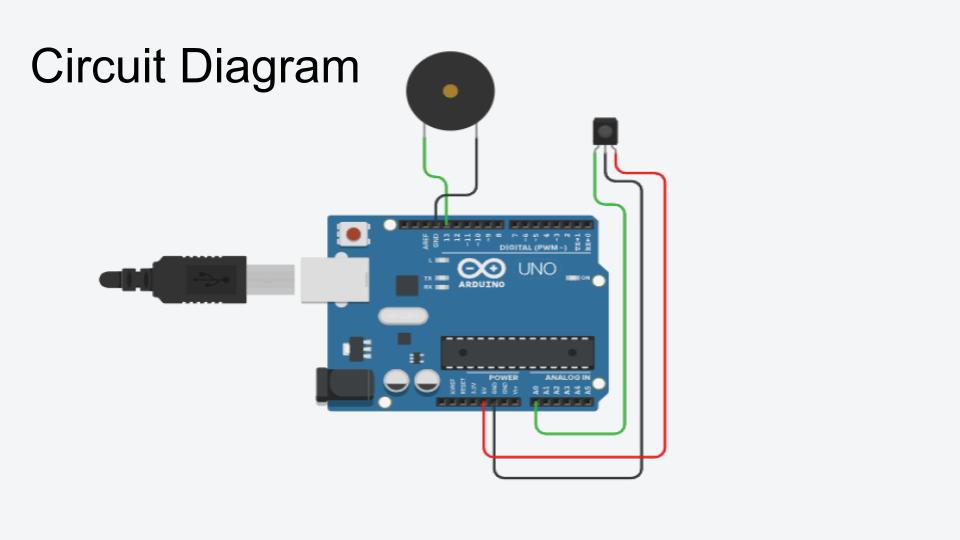 Circuit Diagram
AREF
GND
13
12
~11
~10
~9
8
7
~6
~5
4
~3
2
TX→1
RX←0
DIGITAL (PWM~)
L
TX
RX
UNO
ARDUINO
ON
POWER
ANALOG IN
IOREF
RESET
3.3V
5V
GND
GND
Vin
A0
A1
A2
A3
A4
A5